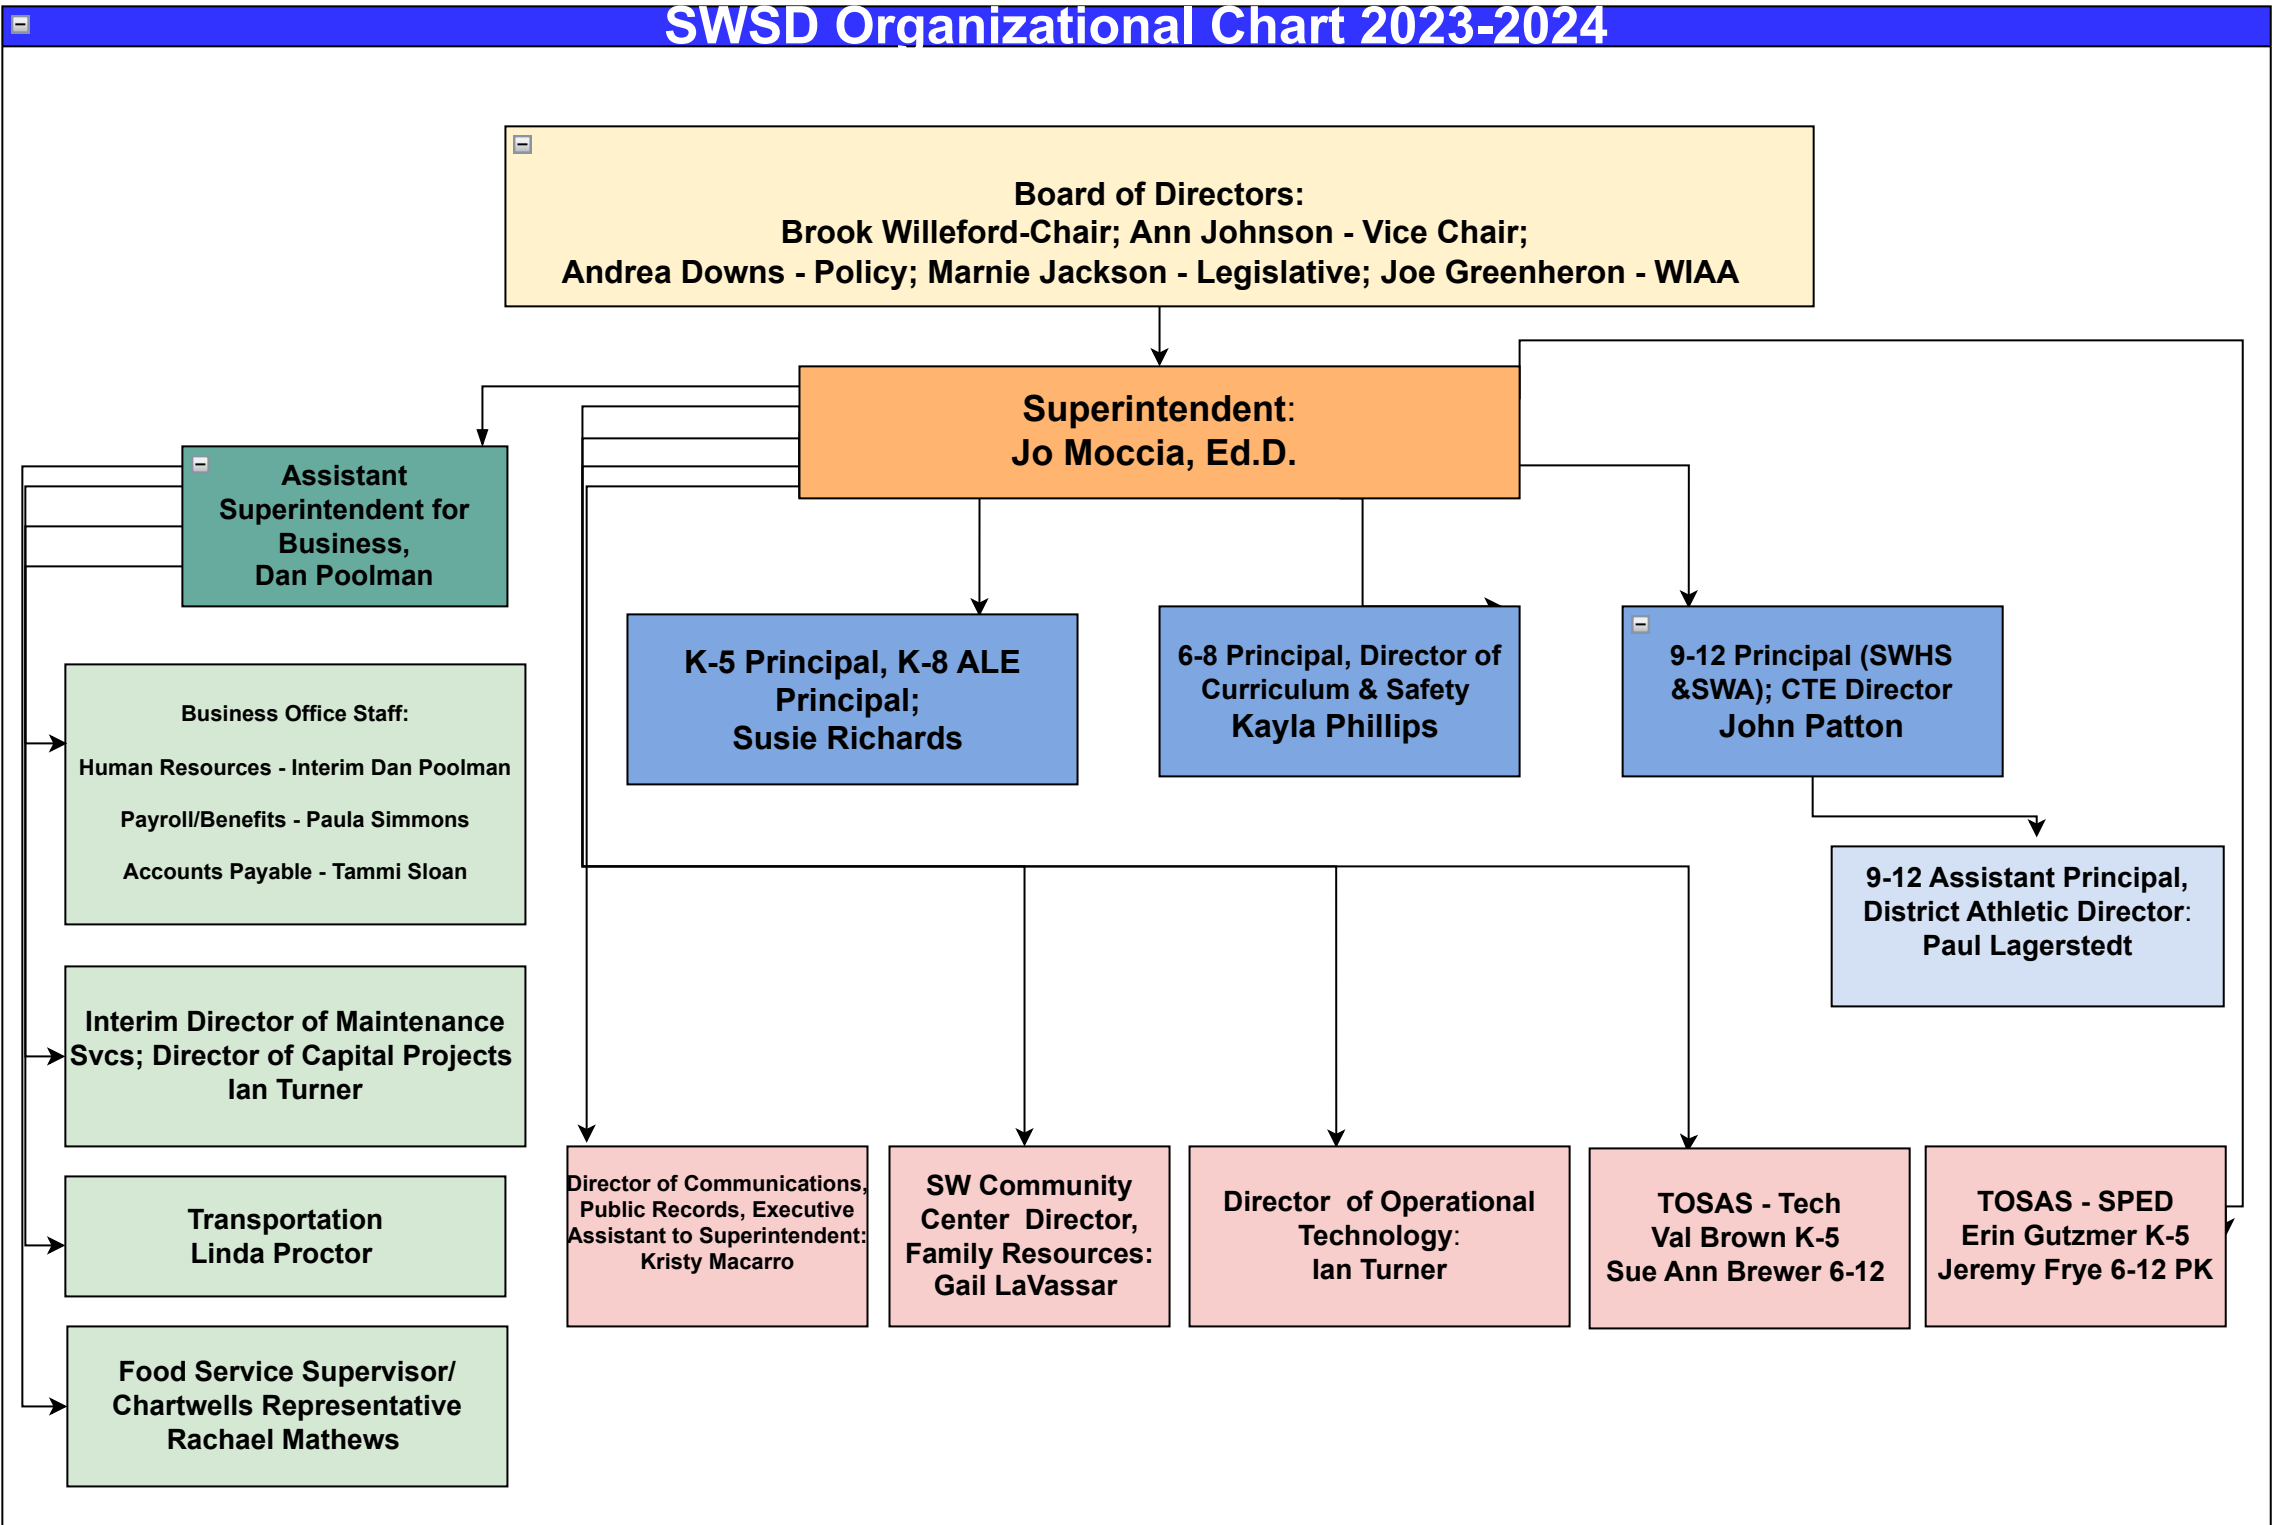 SWSD Organizational Chart 2023-2024
Board of Directors:
Brook Willeford-Chair; Ann Johnson - Vice Chair;
Andrea Downs - Policy; Marnie Jackson - Legislative; Joe Greenheron - WIAA
Superintendent:
Jo Moccia, Ed.D.
Assistant
Superintendent for
Business,
Dan Poolman
K-5 Principal, K-8 ALE
Principal;
Susie Richards
6-8 Principal, Director of
Curriculum & Safety
Kayla Phillips
9-12 Principal (SWHS
&SWA); CTE Director
John Patton
Business Office Staff:
Human Resources - Interim Dan Poolman
Payroll/Benefits - Paula Simmons
Accounts Payable - Tammi Sloan
9-12 Assistant Principal,
District Athletic Director:
Paul Lagerstedt
Interim Director of Maintenance
Svcs; Director of Capital Projects
Ian Turner
Transportation
Linda Proctor
Food Service Supervisor/
Chartwells Representative
Rachael Mathews
Director of Communications,
Public Records, Executive
Assistant to Superintendent:
Kristy Macarro
SW Community
Center Director,
Family Resources:
Gail LaVassar
Director of Operational
Technology:
Ian Turner
TOSAS - Tech
Val Brown K-5
Sue Ann Brewer 6-12
TOSAS - SPED
Erin Gutzmer K-5
Jeremy Frye 6-12 PK